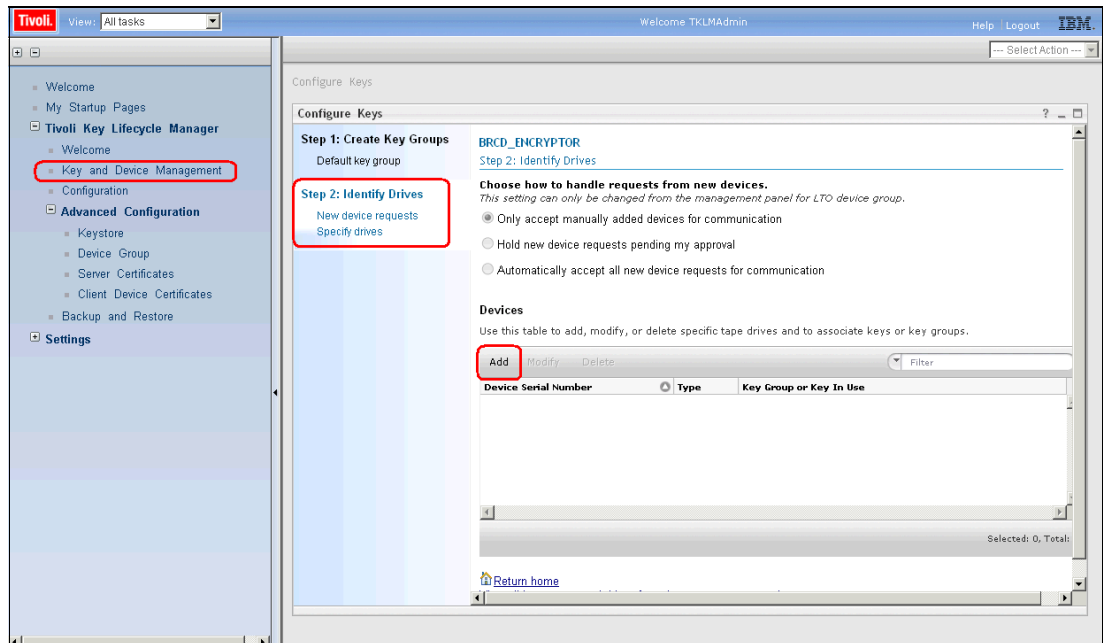 Tivoli. View: All tasks Welcome TKLMAdmin Help Logout IBM.
--- Select Action ---
Welcome
My Startup Pages
Tivoli Key Lifecycle Manager
Welcome
Key and Device Management
Configuration
Advanced Configuration
Keystore
Device Group
Server Certificates
Client Device Certificates
Backup and Restore
Settings
Configure Keys
Configure Keys ?
Step 1: Create Key Groups
Default key group
Step 2: Identify Drives
New device requests
Specify drives
BRCD_ENCRYPTOR
Step 2: Identify Drives
Choose how to handle requests from new devices.
This setting can only be changed from the management panel for LTO device group.
Only accept manually added devices for communication
Hold new device requests pending my approval
Automatically accept all new device requests for communication
Devices
Use this table to add, modify, or delete specific tape drives and to associate keys or key groups.
Add Modify Delete Filter
Device Serial Number Type Key Group or Key In Use
Selected: 0, Total:
Return home